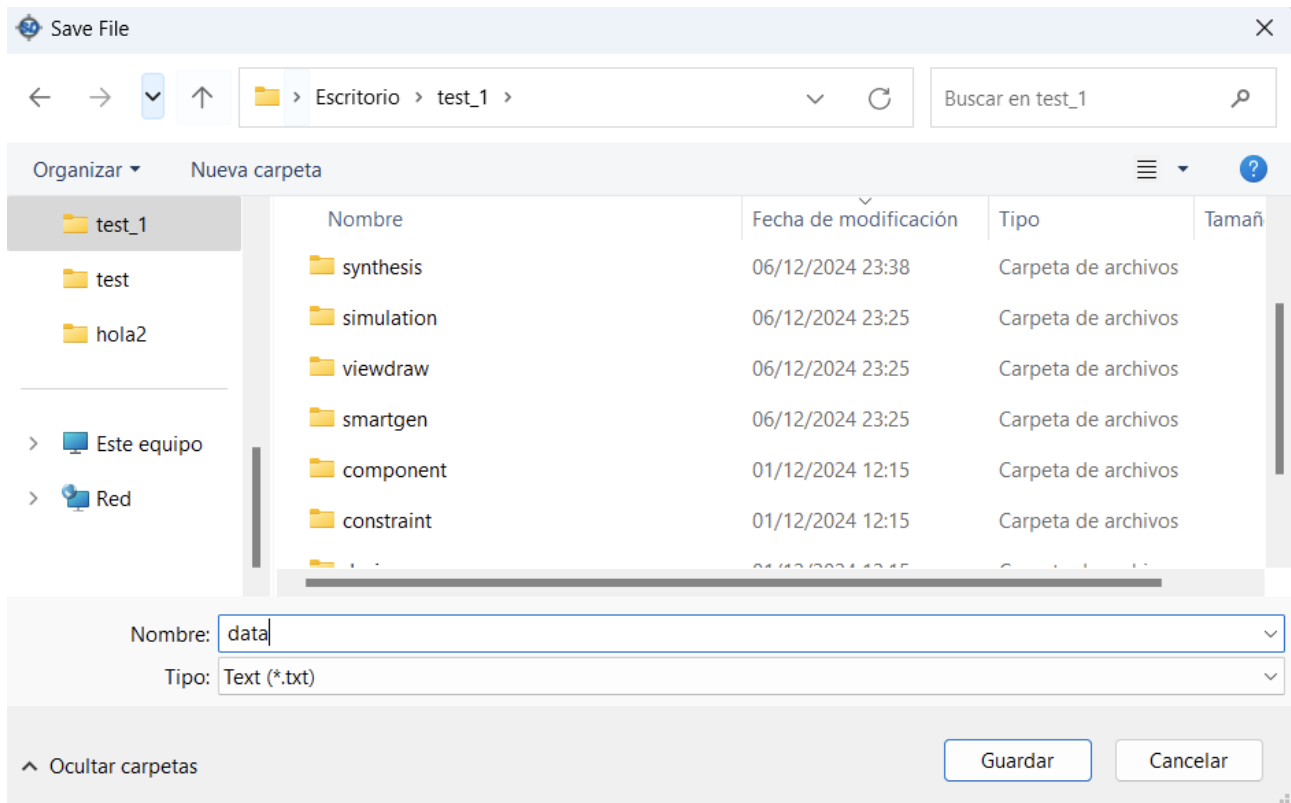 Save File
Escritorio > test_1 >
Buscar en test_1
Organizar
Nueva carpeta
test_1
test
hola2
Este equipo
Red
Nombre Fecha de modificación Tipo Tamañ
synthesis 06/12/2024 23:38 Carpeta de archivos
simulation 06/12/2024 23:25 Carpeta de archivos
viewdraw 06/12/2024 23:25 Carpeta de archivos
smartgen 06/12/2024 23:25 Carpeta de archivos
component 01/12/2024 12:15 Carpeta de archivos
constraint 01/12/2024 12:15 Carpeta de archivos
Nombre: data
Tipo: Text (*.txt)
Ocultar carpetas
Guardar
Cancelar